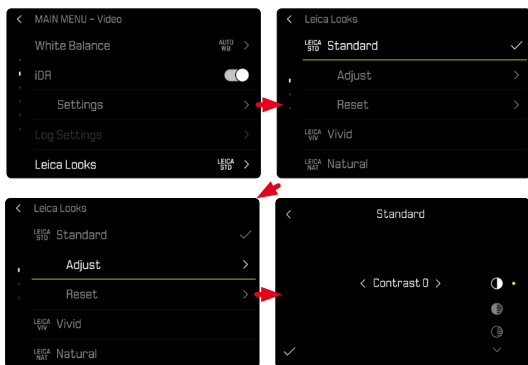 MAIN MENU – Video
White Balance AUTO WB
iDR
Settings
Log Settings
Leica Looks LEICA STD
Leica Looks
LEICA STD Standard
Adjust
Reset
LEICA VIV Vivid
LEICA NAT Natural
Leica Looks
LEICA STD Standard
Adjust
Reset
LEICA VIV Vivid
LEICA NAT Natural
Standard
Contrast 0